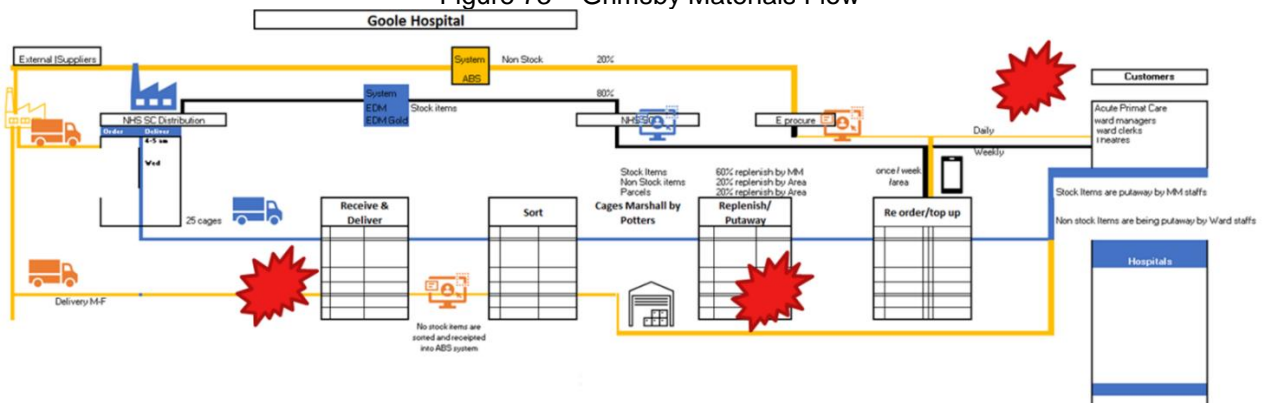 Figure 78 – Grimsby Materials Flow
Goole Hospital
External |Suppliers
System
ABS
Non Stock
20%
Customers
System
EDM
EDM Gold
Stock items
80%
NHS SC Distribution
E procure
Order
Deliver
4-5 am
Wed
Daily
Weekly
Acute Primat Care
ward managers
ward clerks
Stock Items
Non Stock items
Parcels
Cages Marshall by
Potters
60% replenish by MM
20% replenish by Area
20% replenish by Area
once / week
/area
Stock Items are putaway by MM staffs
Non stock Items are being putaway by Ward staffs
25 cages
Receive &
Deliver
Sort
Replenish/
Putaway
Re order/top up
Hospitals
Delivery M-F
No stock items are
sorted and receipted
into ABS system